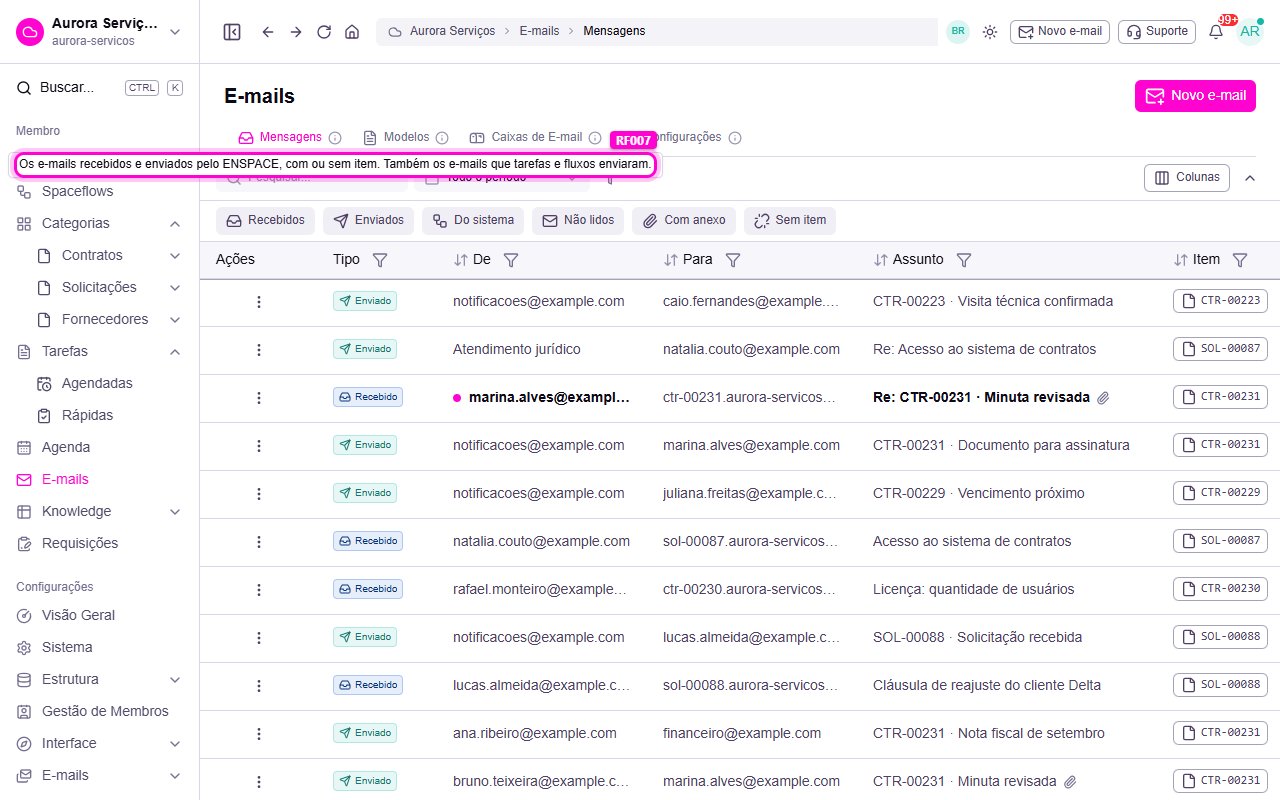 Aurora Serviç...
aurora-servicos
Aurora Serviços
E-mails
Mensagens
BR
Novo e-mail
Suporte
99+
AR
Buscar...
CTRL
K
Membro
E-mails
Novo e-mail
Mensagens
Modelos
Caixas de E-mail
RF007
Os e-mails recebidos e enviados pelo ENSPACE, com ou sem item. Também os e-mails que tarefas e fluxos enviaram.
Colunas
Spaceflows
Categorias
Contratos
Solicitações
Fornecedores
Tarefas
Agendadas
Rápidas
Agenda
E-mails
Knowledge
Requisições
Configurações
Visão Geral
Sistema
Estrutura
Gestão de Membros
Interface
E-mails
Recebidos
Enviados
Do sistema
Não lidos
Com anexo
Sem item
Ações Tipo De Para Assunto Item
Enviado notificacoes@example.com caio.fernandes@example.... CTR-00223 · Visita técnica confirmada CTR-00223
Enviado Atendimento jurídico natalia.couto@example.com Re: Acesso ao sistema de contratos SOL-00087
Recebido marina.alves@exampl... ctr-00231.aurora-servicos... Re: CTR-00231 · Minuta revisada CTR-00231
Enviado notificacoes@example.com marina.alves@example.com CTR-00231 · Documento para assinatura CTR-00231
Enviado notificacoes@example.com juliana.freitas@example.c... CTR-00229 · Vencimento próximo CTR-00229
Recebido natalia.couto@example.com sol-00087.aurora-servicos... Acesso ao sistema de contratos SOL-00087
Recebido rafael.monteiro@example... ctr-00230.aurora-servicos... Licença: quantidade de usuários CTR-00230
Enviado notificacoes@example.com lucas.almeida@example.c... SOL-00088 · Solicitação recebida SOL-00088
Recebido lucas.almeida@example.c... sol-00088.aurora-servicos... Cláusula de reajuste do cliente Delta SOL-00088
Enviado ana.ribeiro@example.com financeiro@example.com CTR-00231 · Nota fiscal de setembro CTR-00231
Enviado bruno.teixeira@example.c... marina.alves@example.com CTR-00231 · Minuta revisada CTR-00231